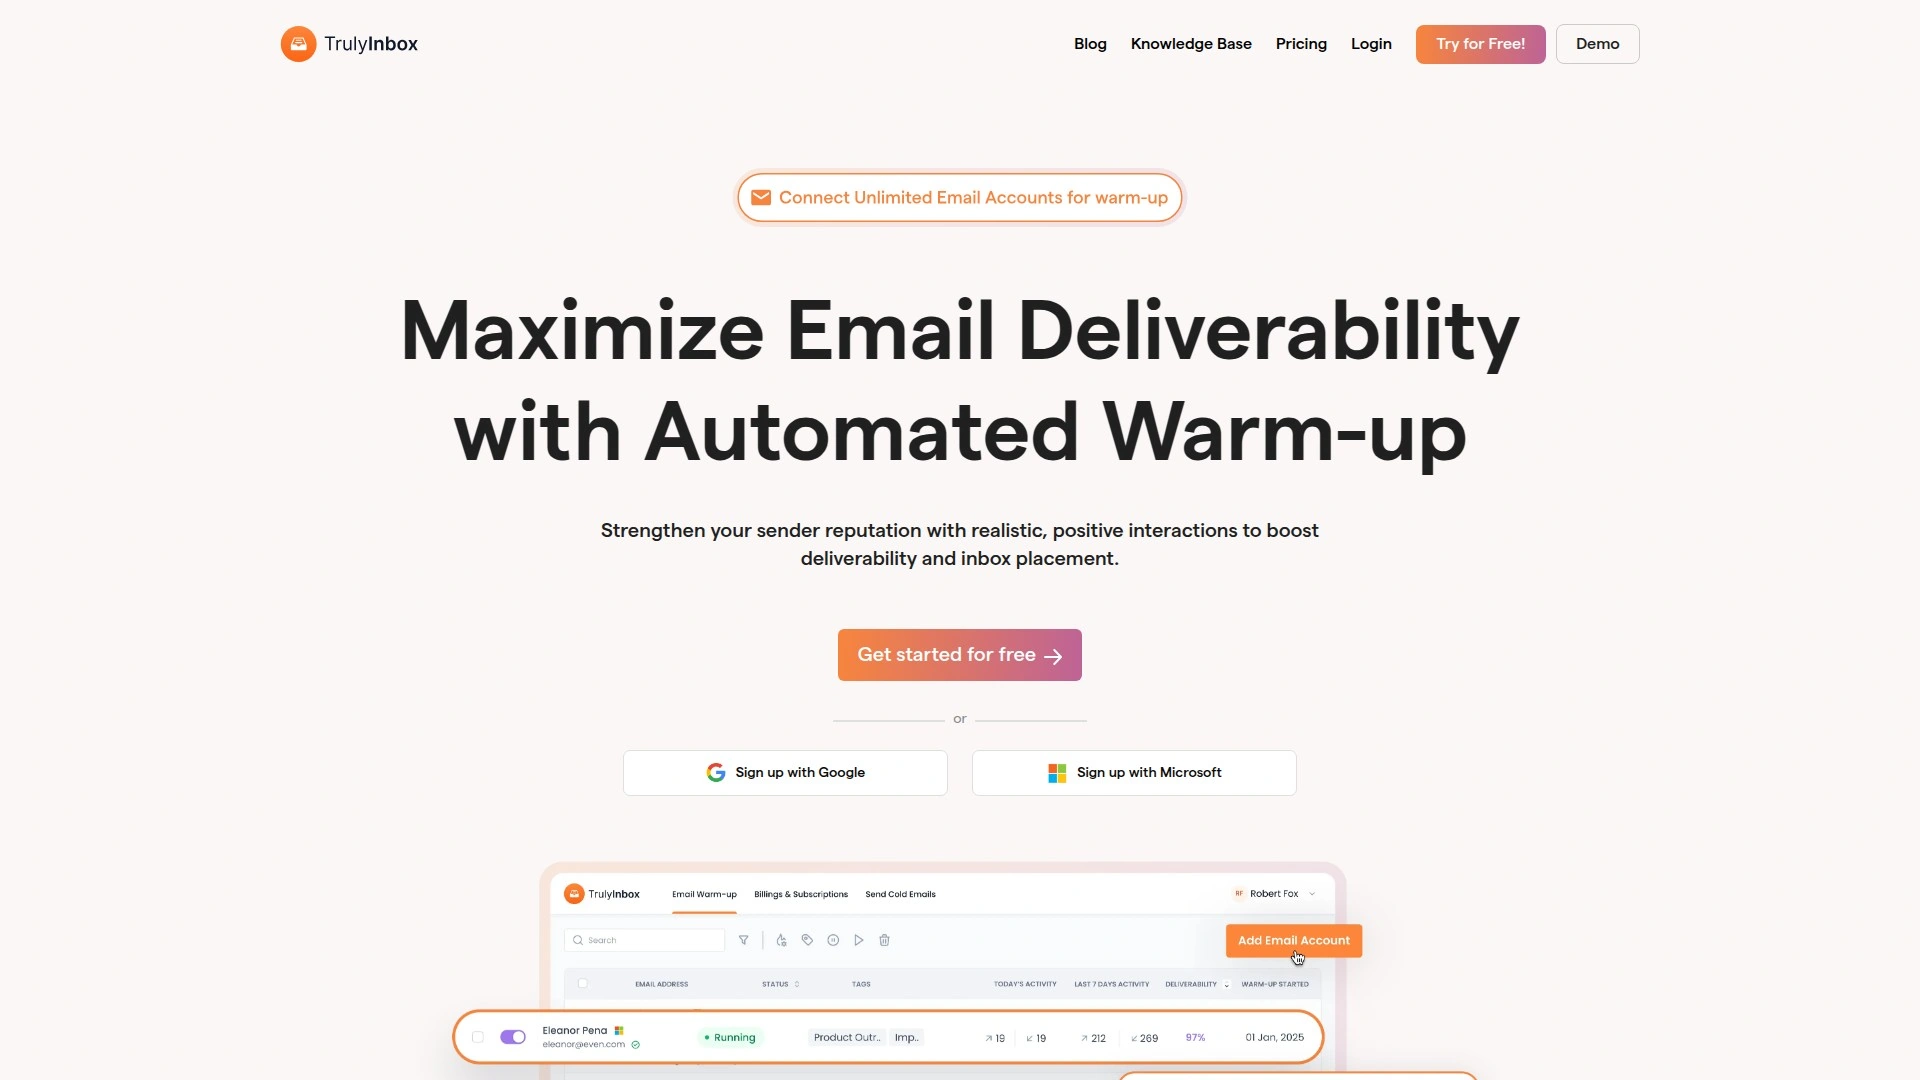 TrulyInbox
Blog Knowledge Base Pricing Login Try for Free! Demo
Connect Unlimited Email Accounts for warm-up
Maximize Email Deliverability
with Automated Warm-up
Strengthen your sender reputation with realistic, positive interactions to boost
deliverability and inbox placement.
Get started for free
or
Sign up with Google Sign up with Microsoft
TrulyInbox Email Warm-up Billings & Subscriptions Send Cold Emails RF Robert Fox
Search Add Email Account
EMAIL ADDRESS STATUS TAGS TODAY'S ACTIVITY LAST 7 DAYS ACTIVITY DELIVERABILITY WARM-UP STARTED
Eleanor Pena
eleanor@even.com
Running Product Outr.. Imp.. 19 19 212 269 97% 01 Jan, 2025